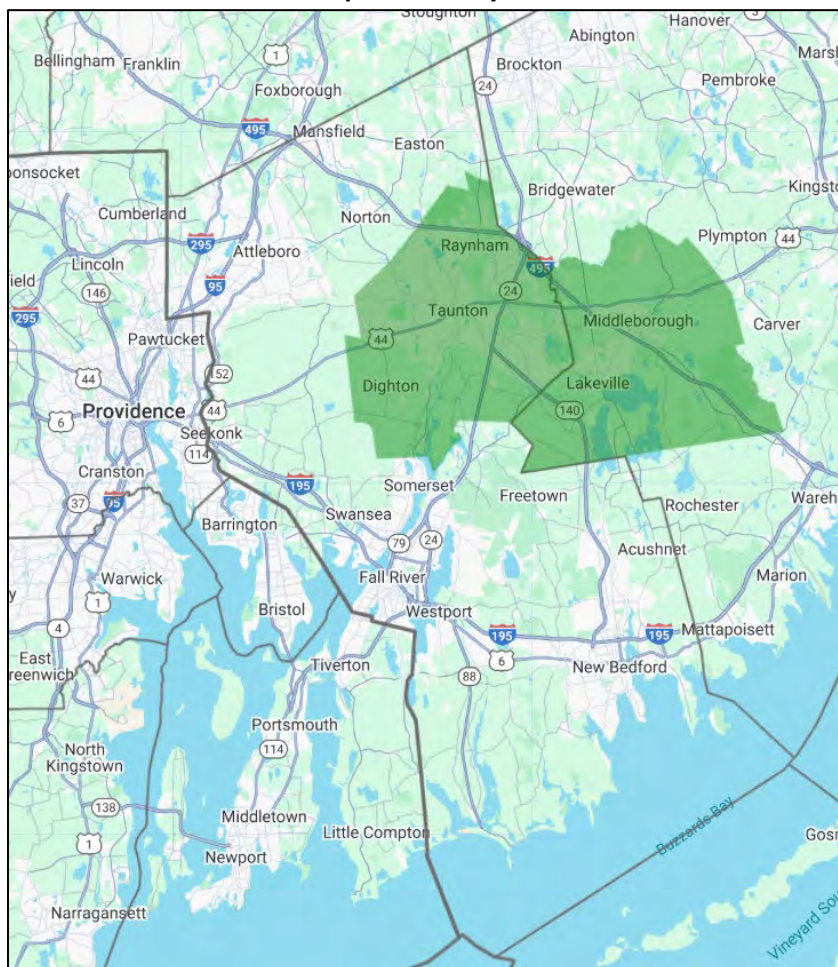 Stoughton
Hanover
3
Abington
Bellingham
Franklin
1
24
Brockton
Marsh
Foxborough
Pembroke
495
Mansfield
Easton
oonsocket
Bridgewater
Kingsto
Cumberland
Norton
Plympton
44
295
Attleboro
Raynham
field
Lincoln
95
495
146
24
295
Taunton
Middleborough
Carver
Pawtucket
44
44
152
Dighton
Lakeville
6
Providence
44
140
Seekonk
114
Cranston
195
Somerset
37
95
Swansea
Freetown
Rochester
Wareh
Barrington
79
24
Acushnet
Warwick
Fall River
Marion
y
1
Bristol
Westport
4
195
195
Mattapoisett
East
Greenwich
Tiverton
6
New Bedford
88
Portsmouth
North
Kingstown
114
138
Middletown
Little Compton
Buzzards Bay
1
Newport
Gosn
Narragansett
Vineyard Sou